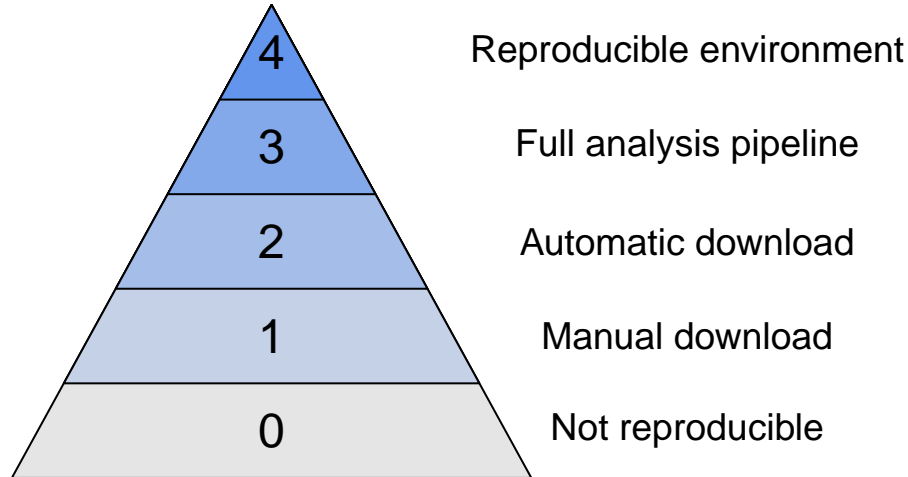 4 Reproducible environment
3 Full analysis pipeline
2 Automatic download
1 Manual download
0 Not reproducible